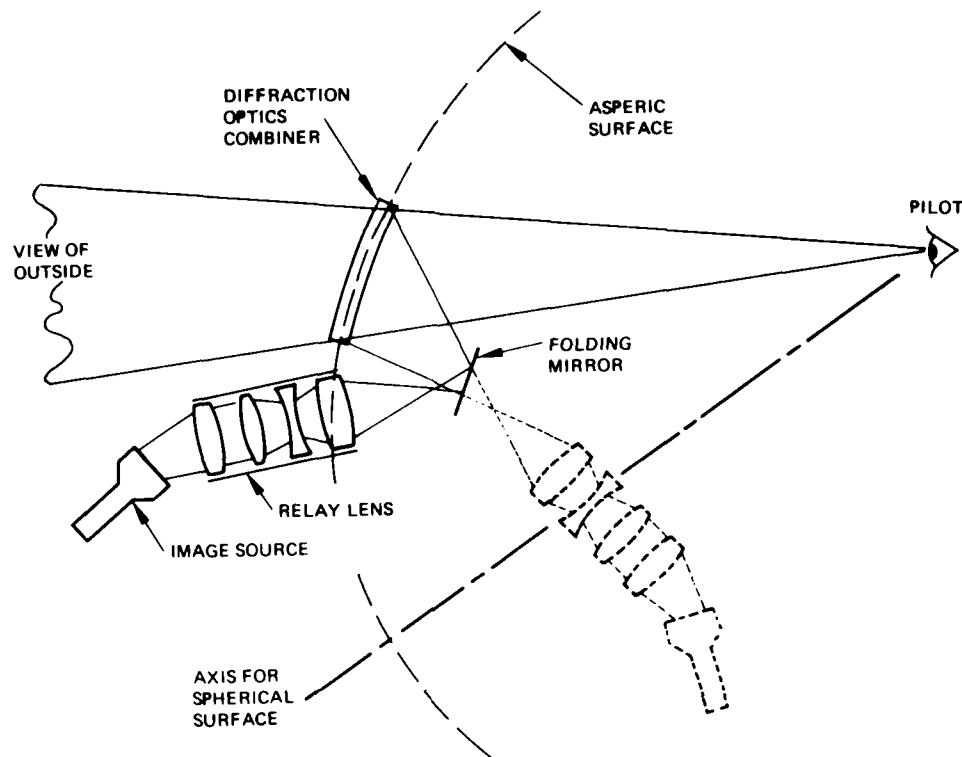 DIFFRACTION
OPTICS
COMBINER
ASPERIC
SURFACE
PILOT
VIEW OF
OUTSIDE
FOLDING
MIRROR
RELAY LENS
IMAGE SOURCE
AXIS FOR
SPHERICAL
SURFACE